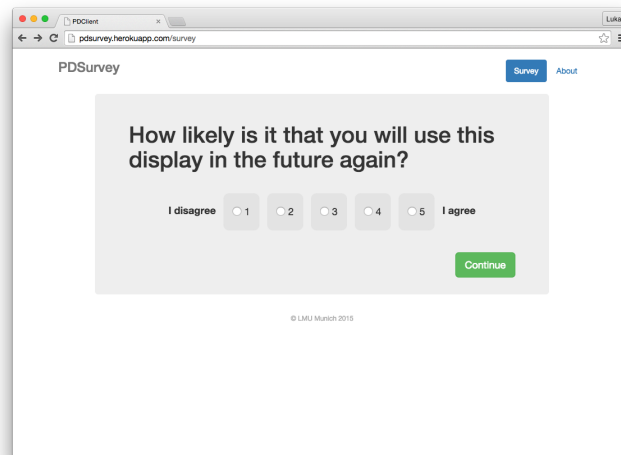 PDClient
Luka
pdsurvey.herokuapp.com/survey
PDSurvey
Survey About
How likely is it that you will use this
display in the future again?
I disagree 1 2 3 4 5 I agree
Continue
© LMU Munich 2015